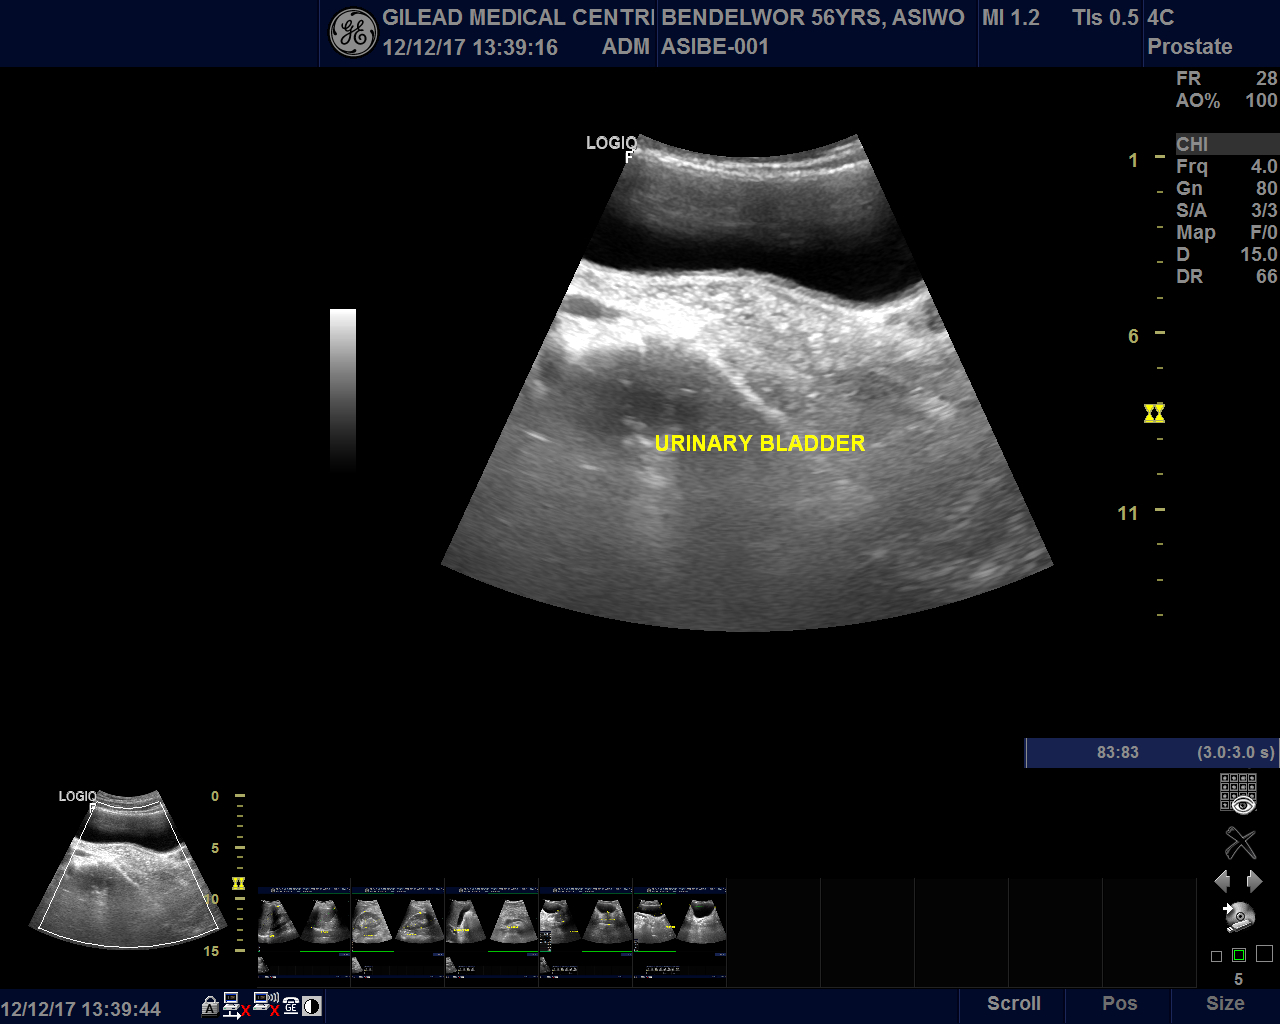 GILEAD MEDICAL CENTRI
BENDELWOR 56YRS, ASIWO
MI 1.2
TIs 0.5
4C
12/12/17 13:39:16
ADM
ASIBE-001
Prostate
FR 28
AO% 100
CHI
Frq 4.0
Gn 80
S/A 3/3
Map F/0
D 15.0
DR 66
LOGIQ
F
1
6
11
URINARY BLADDER
83:83 (3.0:3.0 s)
LOGIQ
0
5
10
15
5
12/12/17 13:39:44
A
GE
Scroll
Pos
Size